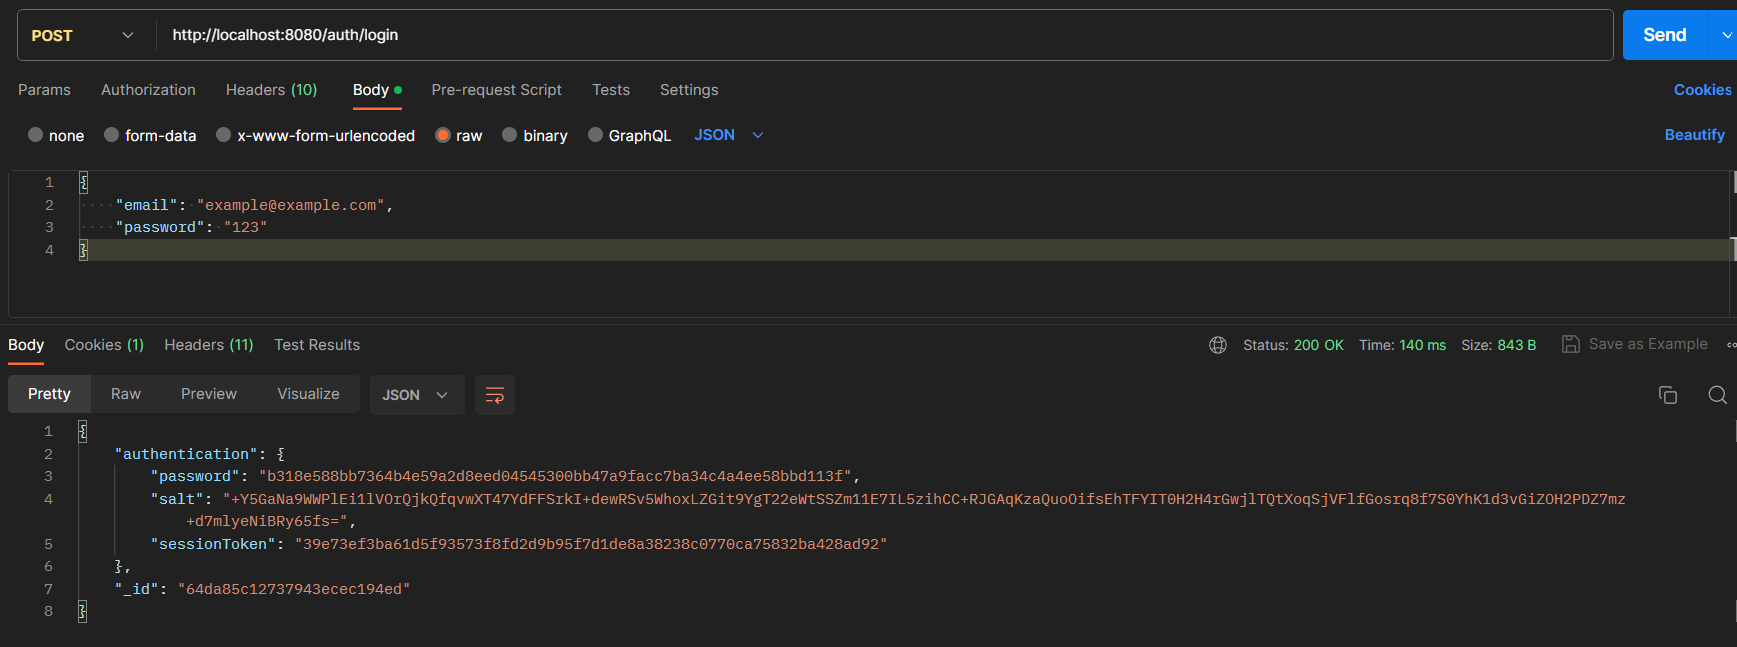 POST http://localhost:8080/auth/login Send
Params Authorization Headers (10) Body Pre-request Script Tests Settings Cookies
none form-data x-www-form-urlencoded raw binary GraphQL JSON Beautify
1 {
2 "email": "example@example.com",
3 "password": "123"
4 }
Body Cookies (1) Headers (11) Test Results Status: 200 OK Time: 140 ms Size: 843 B Save as Example
Pretty Raw Preview Visualize JSON
1 {
2 "authentication": {
3 "password": "b318e588bb7364b4e59a2d8eed04545300bb47a9facc7ba34c4a4ee58bbd113f",
4 "salt": "+Y5GaNa9WWPlEi1lVOrQjkQfqvwXT47YdFFSrkI+dewRSv5WhoxLZGit9YgT22eWtSSZm11E7IL5zihCC+RJGAqKzaQuoOifsEhTFYIT0H2H4rGwjlTQtXoqSjVFlfGosrq8f7S0YhK1d3vGiZOH2PDZ7mz
+d7mlyeNiBRy65fs=",
5 "sessionToken": "39e73ef3ba61d5f93573f8fd2d9b95f7d1de8a38238c0770ca75832ba428ad92"
6 },
7 "_id": "64da85c12737943ecec194ed"
8 }